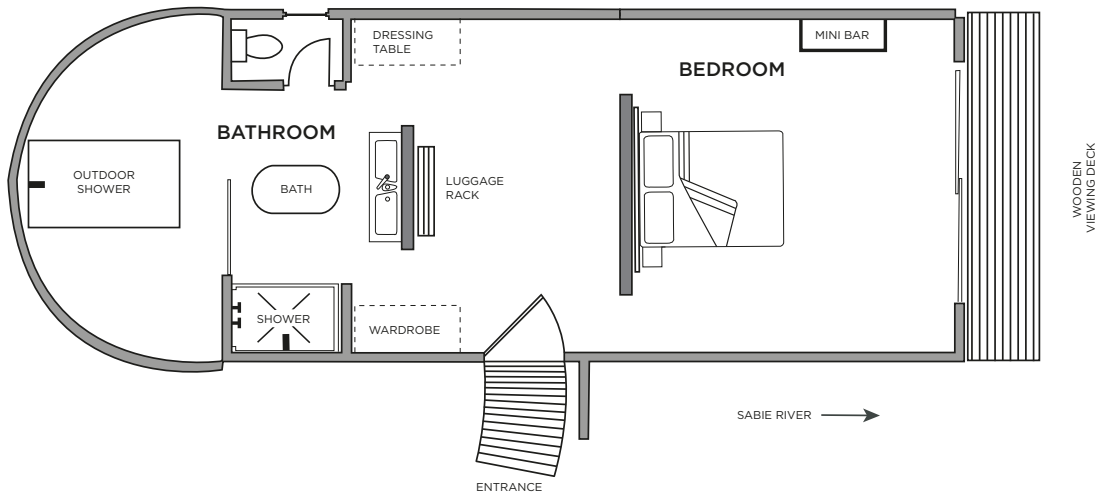 DRESSING
TABLE
MINI BAR
BEDROOM
BATHROOM
OUTDOOR
SHOWER
BATH
LUGGAGE
RACK
WOODEN
VIEWING DECK
SHOWER
WARDROBE
SABIE RIVER
ENTRANCE